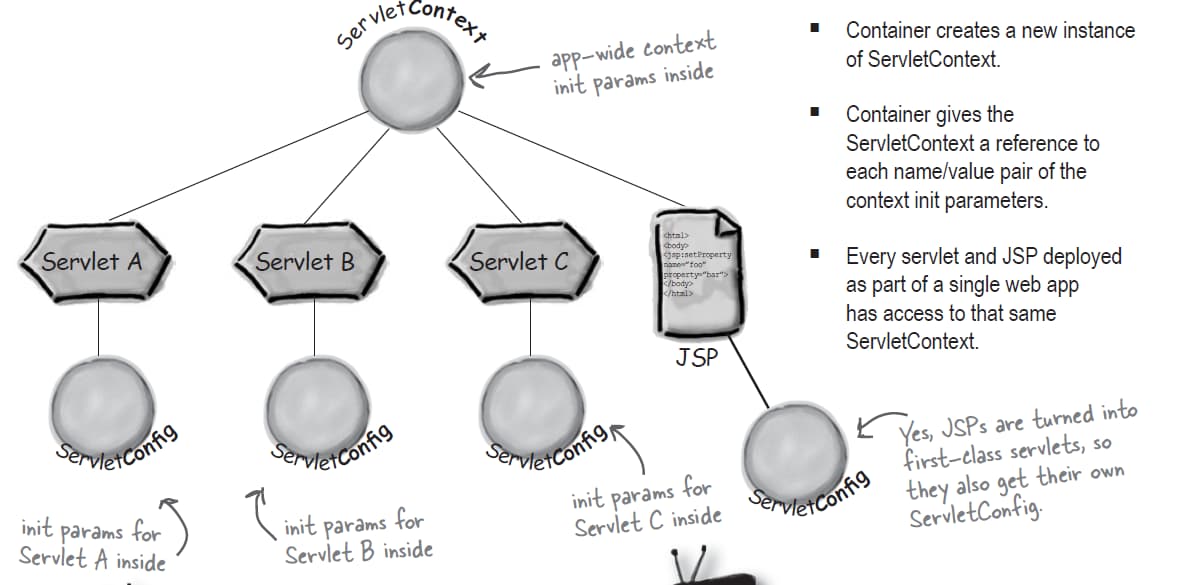 ServletContext
app-wide context
init params inside
Container creates a new instance
of ServletContext.
Container gives the
ServletContext a reference to
each name/value pair of the
context init parameters.
Every servlet and JSP deployed
as part of a single web app
has access to that same
ServletContext.
Servlet A
Servlet B
Servlet C
<html>
<body>
<jsp:setProperty
name="foo"
property="bar">
</body>
</html>
JSP
ServletConfig
ServletConfig
ServletConfig
ServletConfig
init params for
Servlet A inside
init params for
Servlet B inside
init params for
Servlet C inside
Yes, JSPs are turned into
first-class servlets, so
they also get their own
ServletConfig.